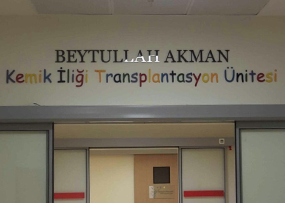 BEYTULLAH AKMAN
Kemik İliği Transplantasyon Ünitesi